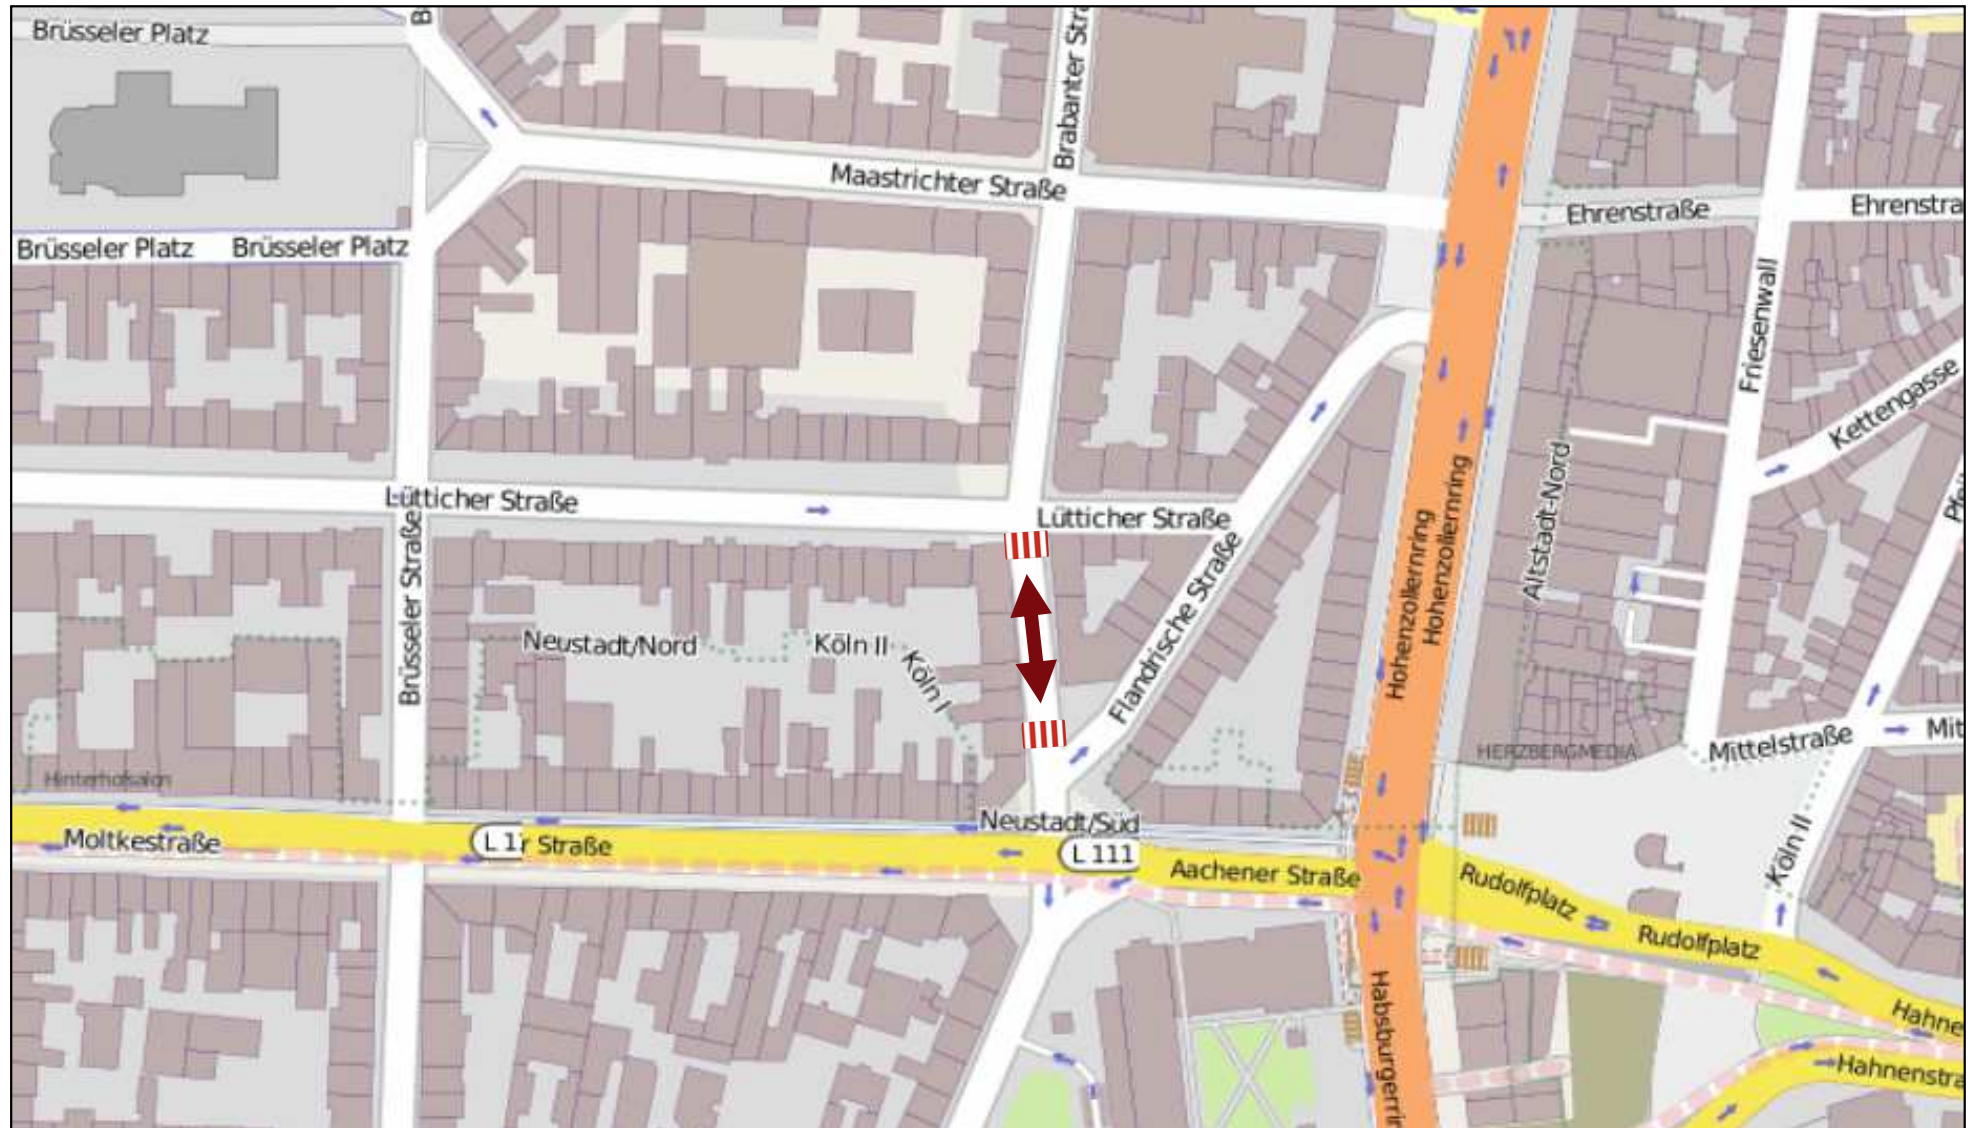 Brüsseler Platz
B
Brabanter Stra
Maastrichter Straße
Ehrenstraße
Ehrenstra
Brüsseler Platz
Brüsseler Platz
Friesenwall
Kettengasse
Lütticher Straße
Lütticher Straße
Brüsseler Straße
Flandrische Straße
Hohenzollernring
Hohenzollernring
Altstadt-Nord
Neustadt/Nord
Köln II
Köln I
HERZBERGMEDIA
Mittelstraße
Mit
Hinterhofsalon
Moltkestraße
L 1
r Straße
Neustadt/Süd
L 111
Aachener Straße
Rudolfplatz
Rudolfplatz
Köln II
Habsburgerrin
Hahne
Hahnenstra